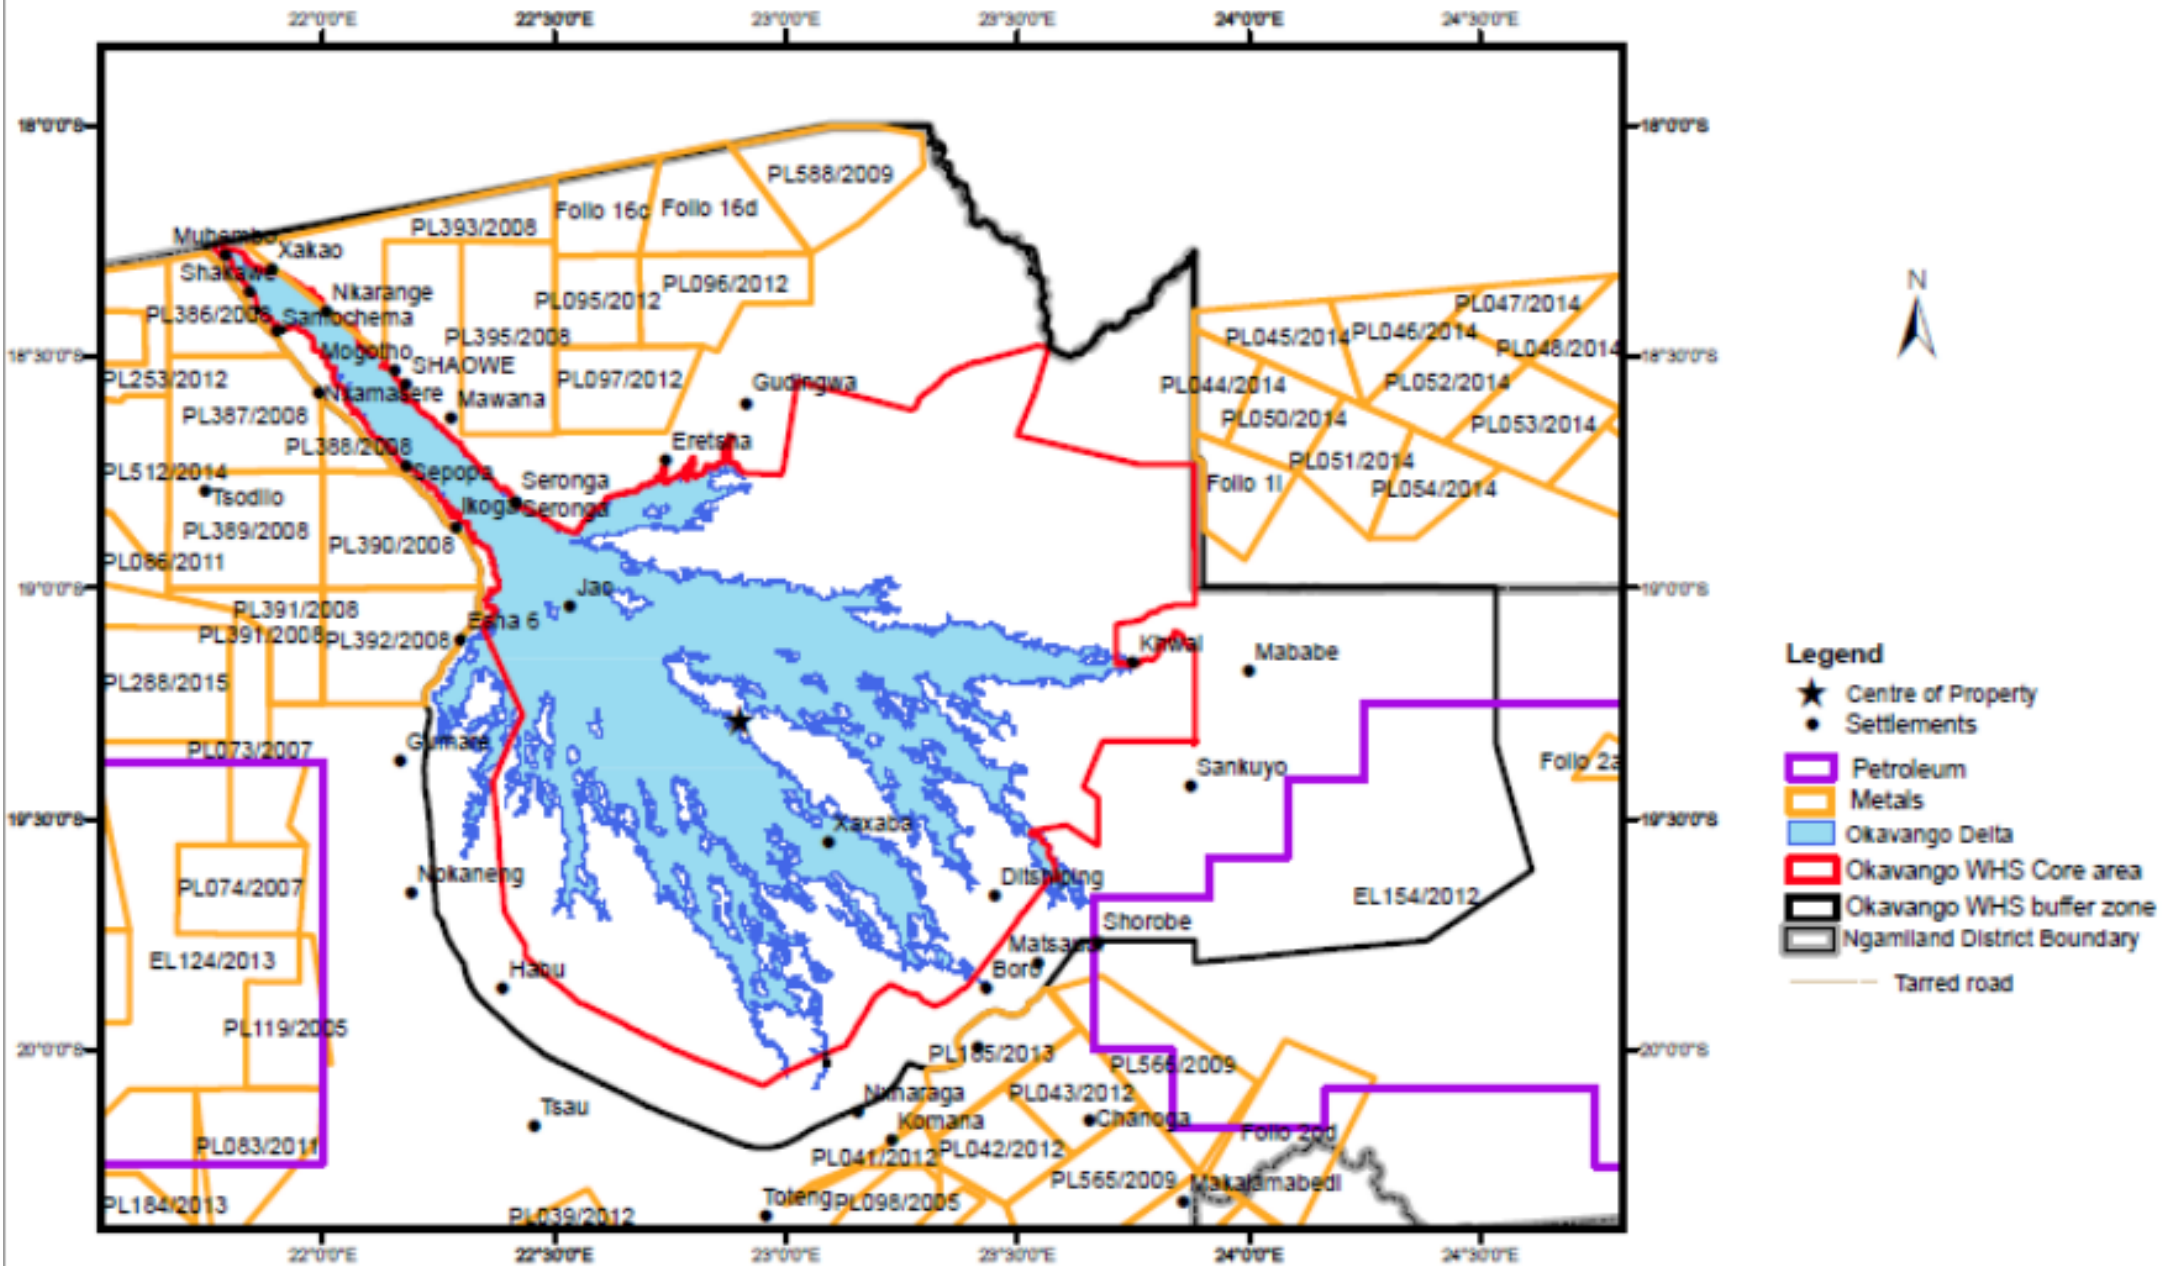 22°0'0"E 22°30'0"E 23°0'0"E 23°30'0"E 24°0'0"E 24°30'0"E
18°0'0"S 18°0'0"S
PL588/2009
Folio 16c Folio 16d
PL393/2008
Muhembo
Xakao
Shakawe
Nkarange
PL096/2012
PL095/2012
PL047/2014
PL386/2008
Samochema
PL395/2008
PL045/2014
PL046/2014
PL048/2014
N
Mogotho
SHAOWE
18°30'0"S 18°30'0"S
PL253/2012
PL097/2012
Gudingwa
PL044/2014
PL052/2014
Nxamasere
Mawana
PL387/2008
PL050/2014
PL053/2014
PL388/2008
Eretsha
PL051/2014
PL512/2014
Sepopa
Seronga
Folio 1I
PL054/2014
Tsodilo
Ikoga
Seronga
PL389/2008
PL390/2008
PL086/2011
19°0'0"S 19°0'0"S
Jao
PL391/2008
Esha 6
PL391/2008
PL392/2008
Khwai
Mababe
PL288/2015
Gumare
PL073/2007
Sankuyo
Folio 2a
19°30'0"S 19°30'0"S
Xaxaba
Nokaneng
Ditshiping
PL074/2007
EL154/2012
Shorobe
Matsaudi
EL124/2013
Habu
Boro
PL119/2005
20°0'0"S 20°0'0"S
PL185/2013
PL566/2009
Nxharaga
PL043/2012
Tsau
Komana
Chanoga
PL083/2011
PL041/2012
PL042/2012
PL565/2009
Makalamabedi
PL184/2013
PL039/2012
Toteng
PL098/2005
22°0'0"E 22°30'0"E 23°0'0"E 23°30'0"E 24°0'0"E 24°30'0"E
Legend
Centre of Property
Settlements
Petroleum
Metals
Okavango Delta
Okavango WHS Core area
Okavango WHS buffer zone
Ngamiland District Boundary
Tarred road